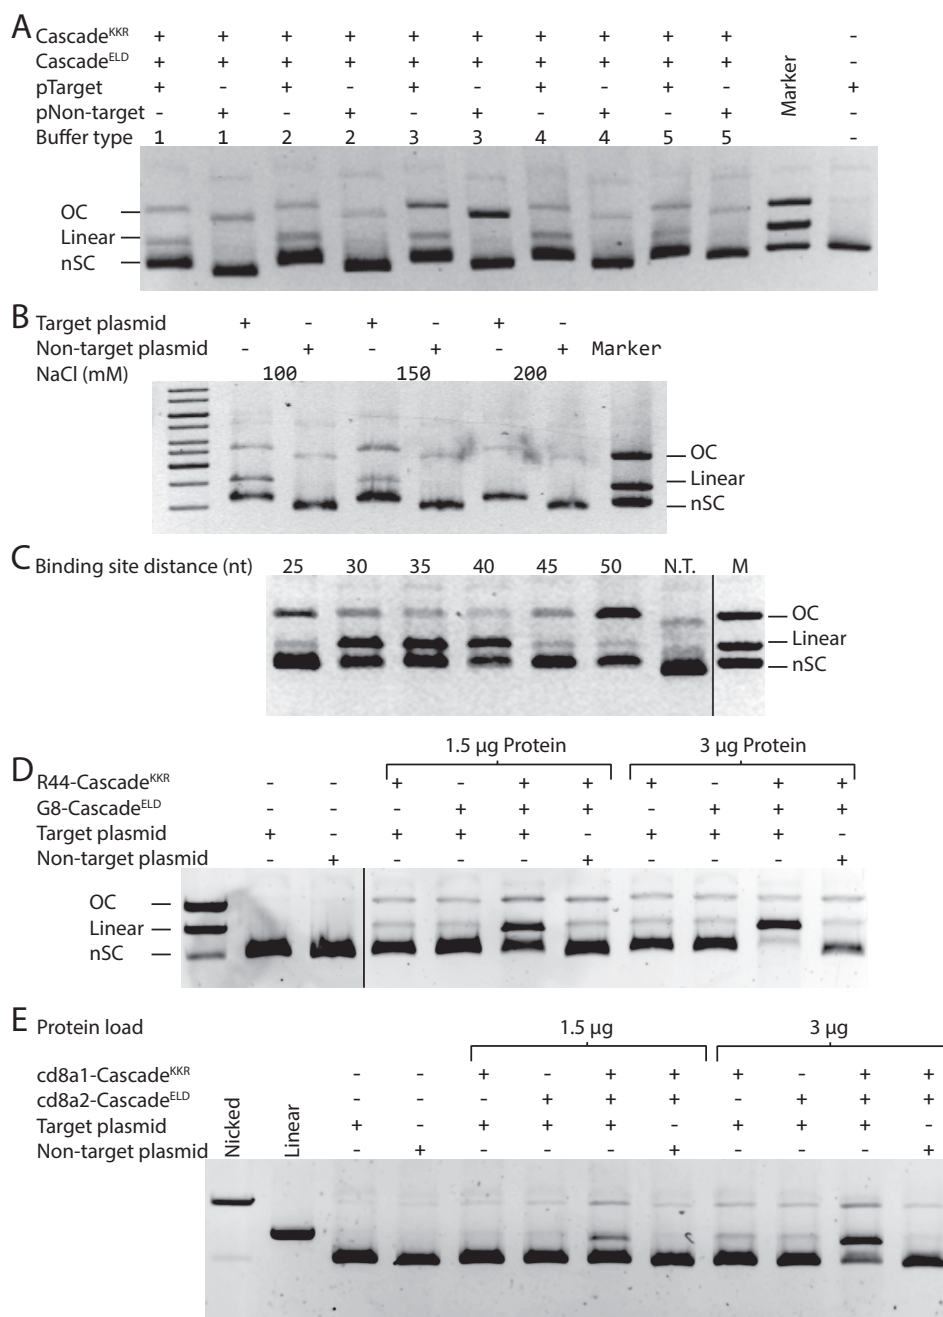 A
Cascade^KKR + + + + + + + + + + -
Cascade^ELD + + + + + + + + + + -
pTarget + - + - + - + - + - +
pNon-target - + - + - + - + - + -
Buffer type 1 1 2 2 3 3 4 4 5 5 -
Marker
OC
Linear
nSC
B
Target plasmid + - + - + -
Non-target plasmid - + - + - + Marker
NaCl (mM) 100 150 200
OC
Linear
nSC
C Binding site distance (nt) 25 30 35 40 45 50 N.T. M
OC
Linear
nSC
1.5 µg Protein 3 µg Protein
D
R44-Cascade^KKR - - + - + + + - + +
G8-Cascade^ELD - - - + + + - + + +
Target plasmid + - + + + - + + + -
Non-target plasmid - + - - - + - - - +
OC
Linear
nSC
E Protein load 1.5 µg 3 µg
cd8a1-Cascade^KKR - - + - + + + - + +
cd8a2-Cascade^ELD - - - + + + - + + +
Target plasmid + - + + + - + + + -
Non-target plasmid - + - - - + - - - +
Nicked
Linear